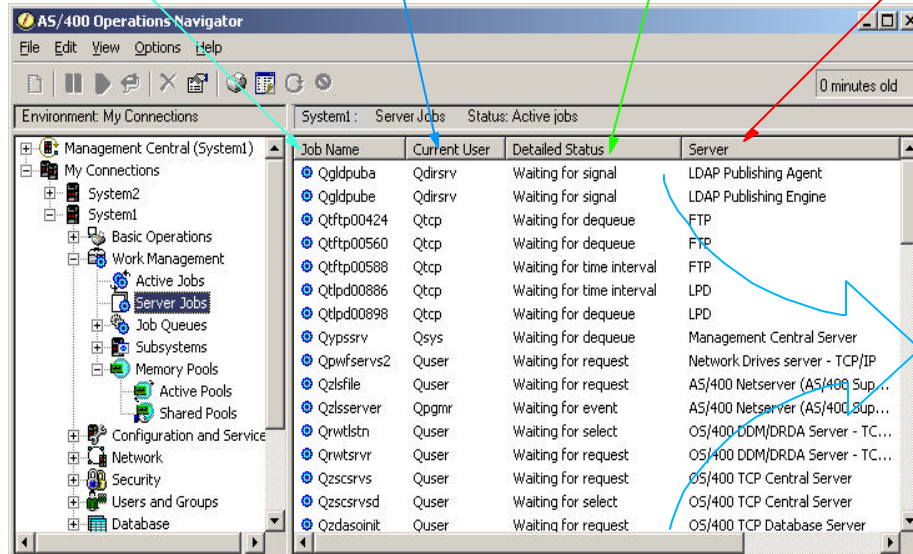 AS/400 Operations Navigator
File Edit View Options Help
0 minutes old
Environment: My Connections
System1 : Server Jobs Status: Active jobs
Management Central (System1)
My Connections
System2
System1
Basic Operations
Work Management
Active Jobs
Server Jobs
Job Queues
Subsystems
Memory Pools
Active Pools
Shared Pools
Configuration and Service
Network
Security
Users and Groups
Database
Job Name Current User Detailed Status Server
Qgldpuba Qdirsrv Waiting for signal LDAP Publishing Agent
Qgldpube Qdirsrv Waiting for signal LDAP Publishing Engine
Qtftp00424 Qtcp Waiting for dequeue FTP
Qtftp00560 Qtcp Waiting for dequeue FTP
Qtftp00588 Qtcp Waiting for time interval FTP
Qtlpd00886 Qtcp Waiting for time interval LPD
Qtlpd00898 Qtcp Waiting for dequeue LPD
Qypssrv Qsys Waiting for dequeue Management Central Server
Qpwfservs2 Quser Waiting for request Network Drives server - TCP/IP
Qzlsfile Quser Waiting for request AS/400 Netserver (AS/400 Sup...
Qzlsserver Qpgmr Waiting for event AS/400 Netserver (AS/400 Sup...
Qrwtlstn Quser Waiting for select OS/400 DDM/DRDA Server - TC...
Qrwtsrvr Quser Waiting for request OS/400 DDM/DRDA Server - TC...
Qzscsrvs Quser Waiting for request OS/400 TCP Central Server
Qzscsrvsd Quser Waiting for select OS/400 TCP Central Server
Qzdasoinit Quser Waiting for request OS/400 TCP Database Server